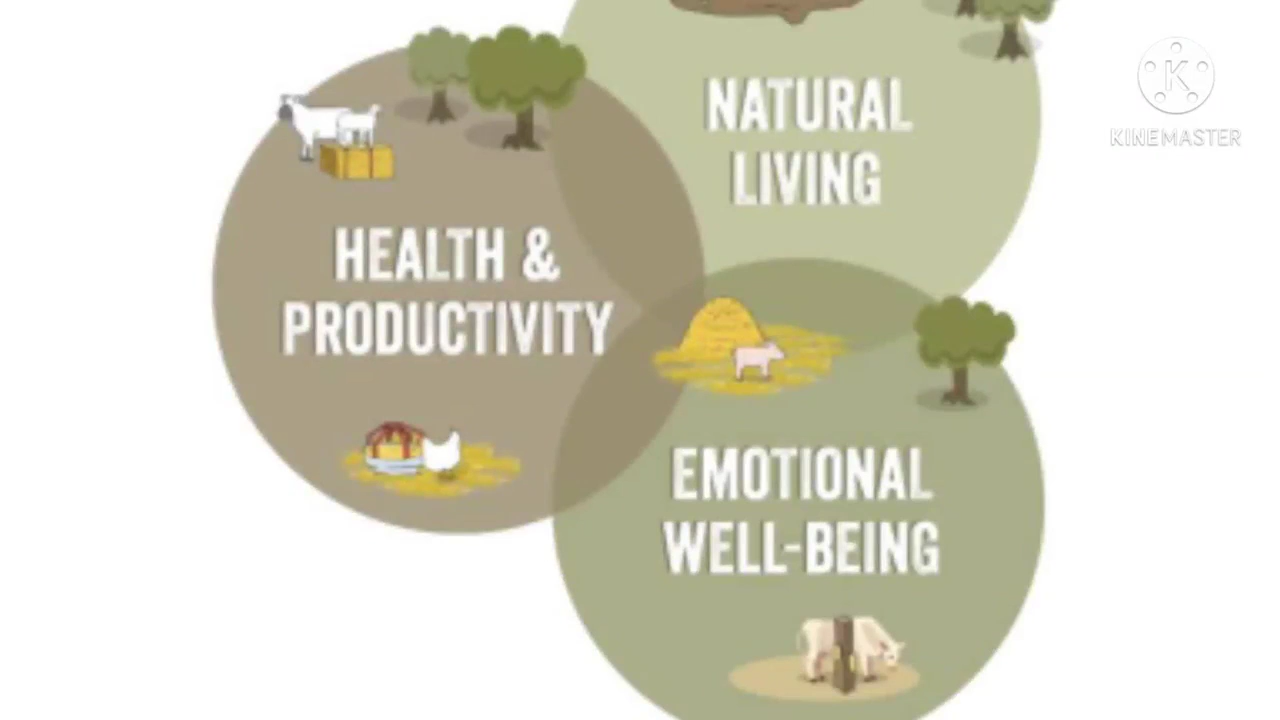 NATURAL
LIVING
HEALTH &
PRODUCTIVITY
EMOTIONAL
WELL-BEING
K
KINEMASTER